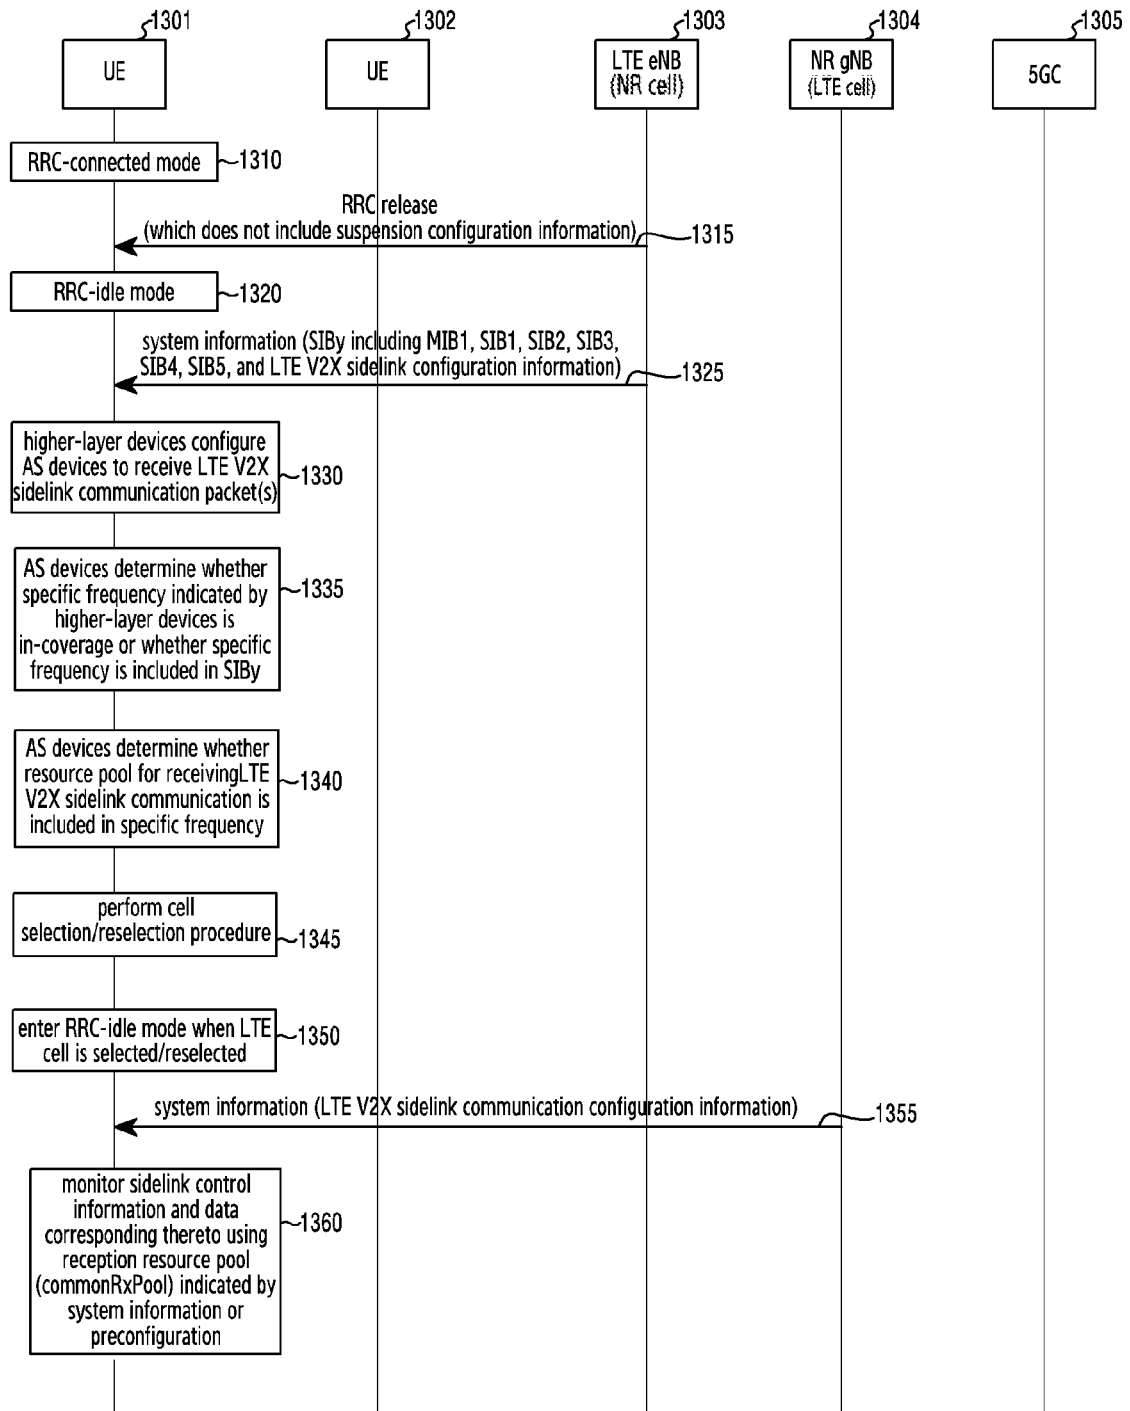 1301
1302
1303
1304
1305
UE
UE
LTE eNB
(NR cell)
NR gNB
(LTE cell)
5GC
RRC-connected mode
1310
RRC release
(which does not include suspension configuration information)
1315
RRC-idle mode
1320
system information (SIBy including MIB1, SIB1, SIB2, SIB3,
SIB4, SIB5, and LTE V2X sidelink configuration information)
1325
higher-layer devices configure
AS devices to receive LTE V2X
sidelink communication packet(s)
1330
AS devices determine whether
specific frequency indicated by
higher-layer devices is
in-coverage or whether specific
frequency is included in SIBy
1335
AS devices determine whether
resource pool for receivingLTE
V2X sidelink communication is
included in specific frequency
1340
perform cell
selection/reselection procedure
1345
enter RRC-idle mode when LTE
cell is selected/reselected
1350
system information (LTE V2X sidelink communication configuration information)
1355
monitor sidelink control
information and data
corresponding thereto using
reception resource pool
(commonRxPool) indicated by
system information or
preconfiguration
1360